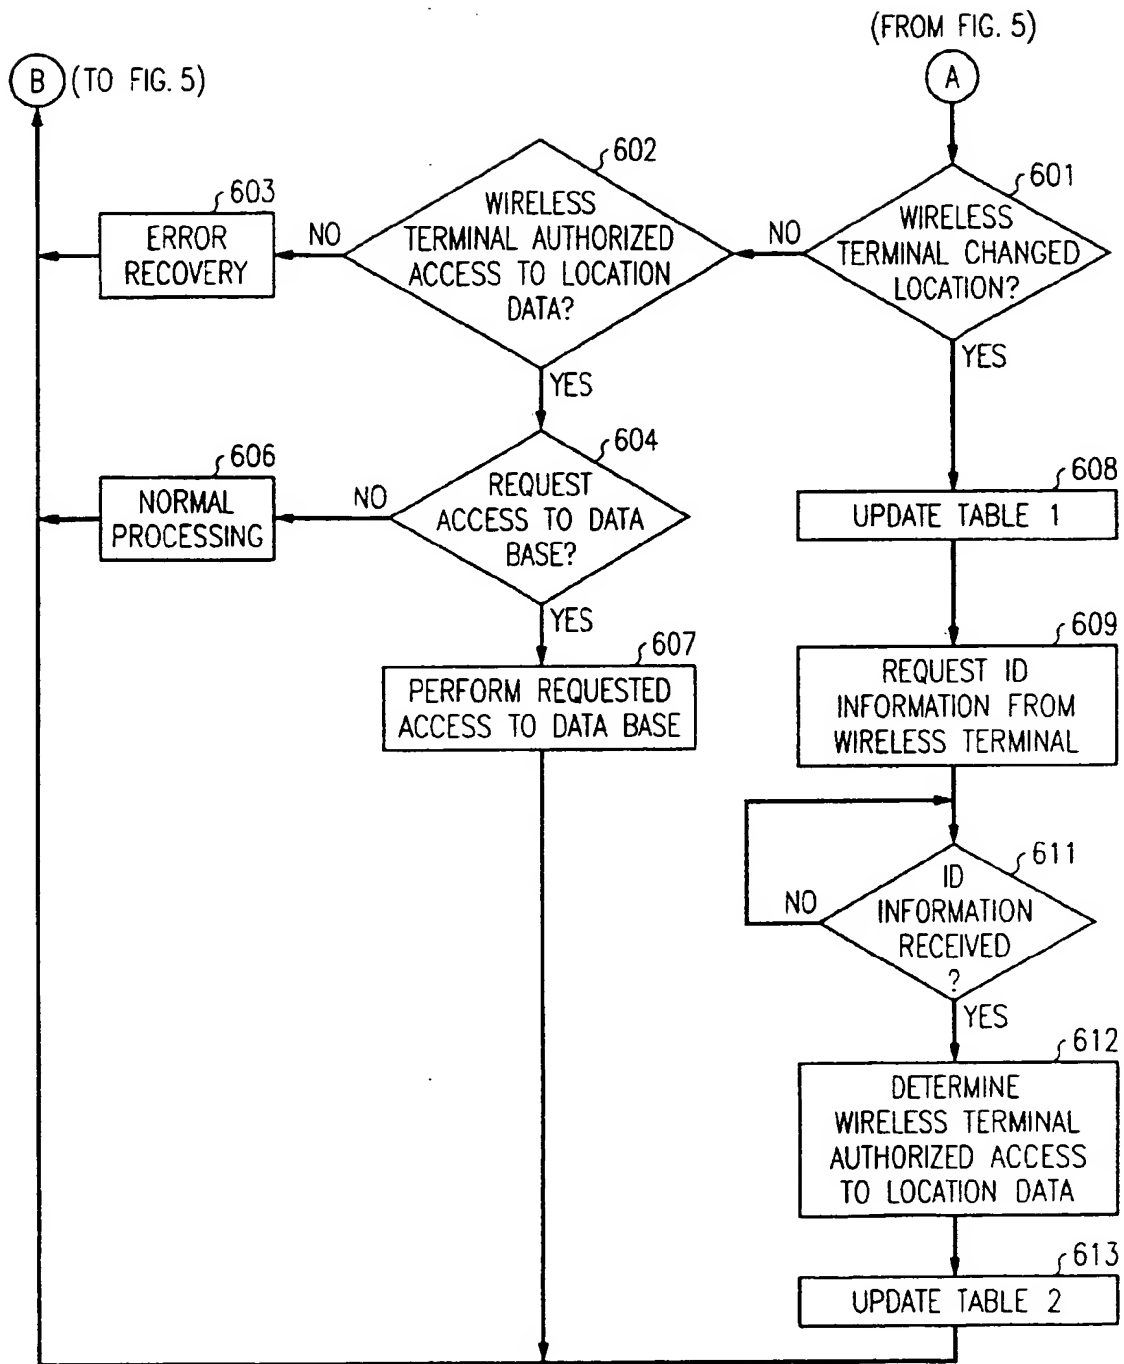 (FROM FIG. 5)
B (TO FIG. 5)
A
602
WIRELESS
TERMINAL AUTHORIZED
ACCESS TO LOCATION
DATA?
601
WIRELESS
TERMINAL CHANGED
LOCATION?
603
ERROR
RECOVERY
NO
NO
YES
YES
604
REQUEST
ACCESS TO DATA
BASE?
606
NORMAL
PROCESSING
NO
YES
607
PERFORM REQUESTED
ACCESS TO DATA BASE
608
UPDATE TABLE 1
609
REQUEST ID
INFORMATION FROM
WIRELESS TERMINAL
611
ID
INFORMATION
RECEIVED
?
NO
YES
612
DETERMINE
WIRELESS TERMINAL
AUTHORIZED ACCESS
TO LOCATION DATA
613
UPDATE TABLE 2